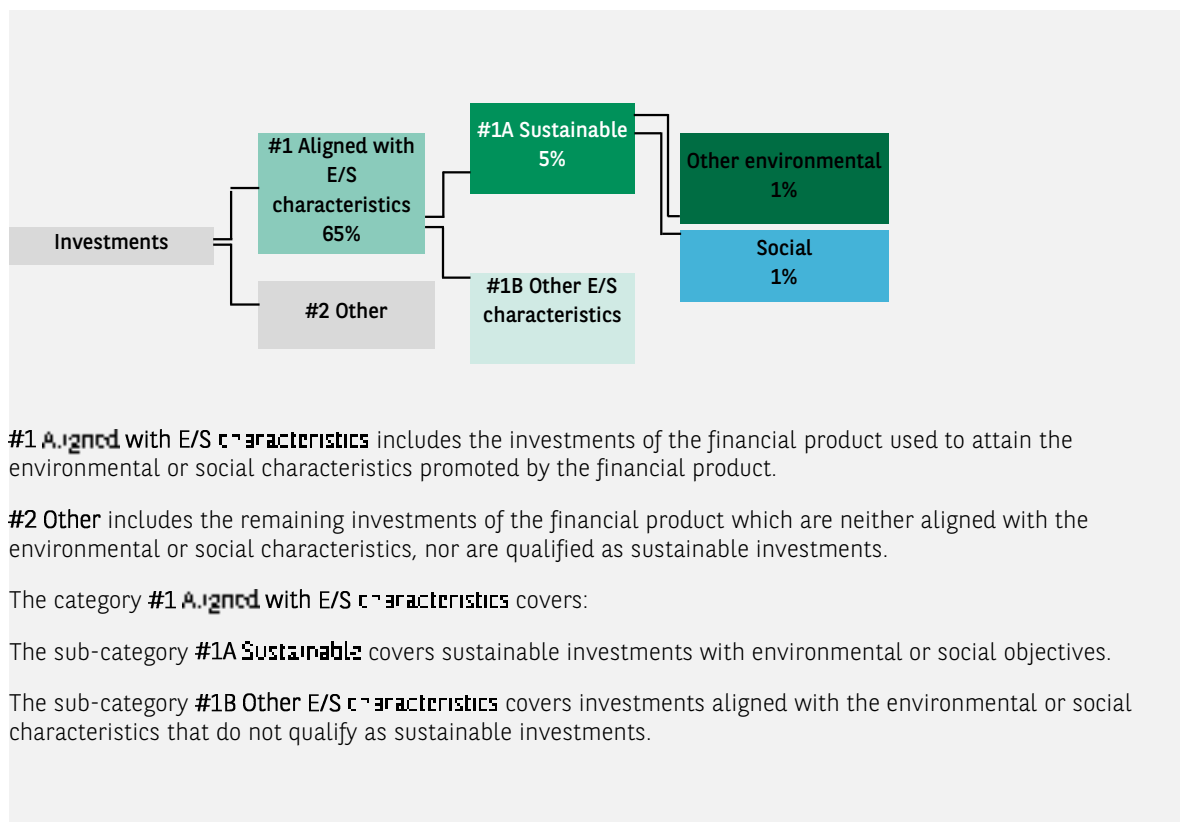 #1A Sustainable
5%
#1 Aligned with
E/S
characteristics
65%
Other environmental
1%
Investments
Social
1%
#1B Other E/S
characteristics
#2 Other
#1 Aligned with E/S characteristics includes the investments of the financial product used to attain the
environmental or social characteristics promoted by the financial product.
#2 Other includes the remaining investments of the financial product which are neither aligned with the
environmental or social characteristics, nor are qualified as sustainable investments.
The category #1 Aligned with E/S characteristics covers:
The sub-category #1A Sustainable covers sustainable investments with environmental or social objectives.
The sub-category #1B Other E/S characteristics covers investments aligned with the environmental or social
characteristics that do not qualify as sustainable investments.